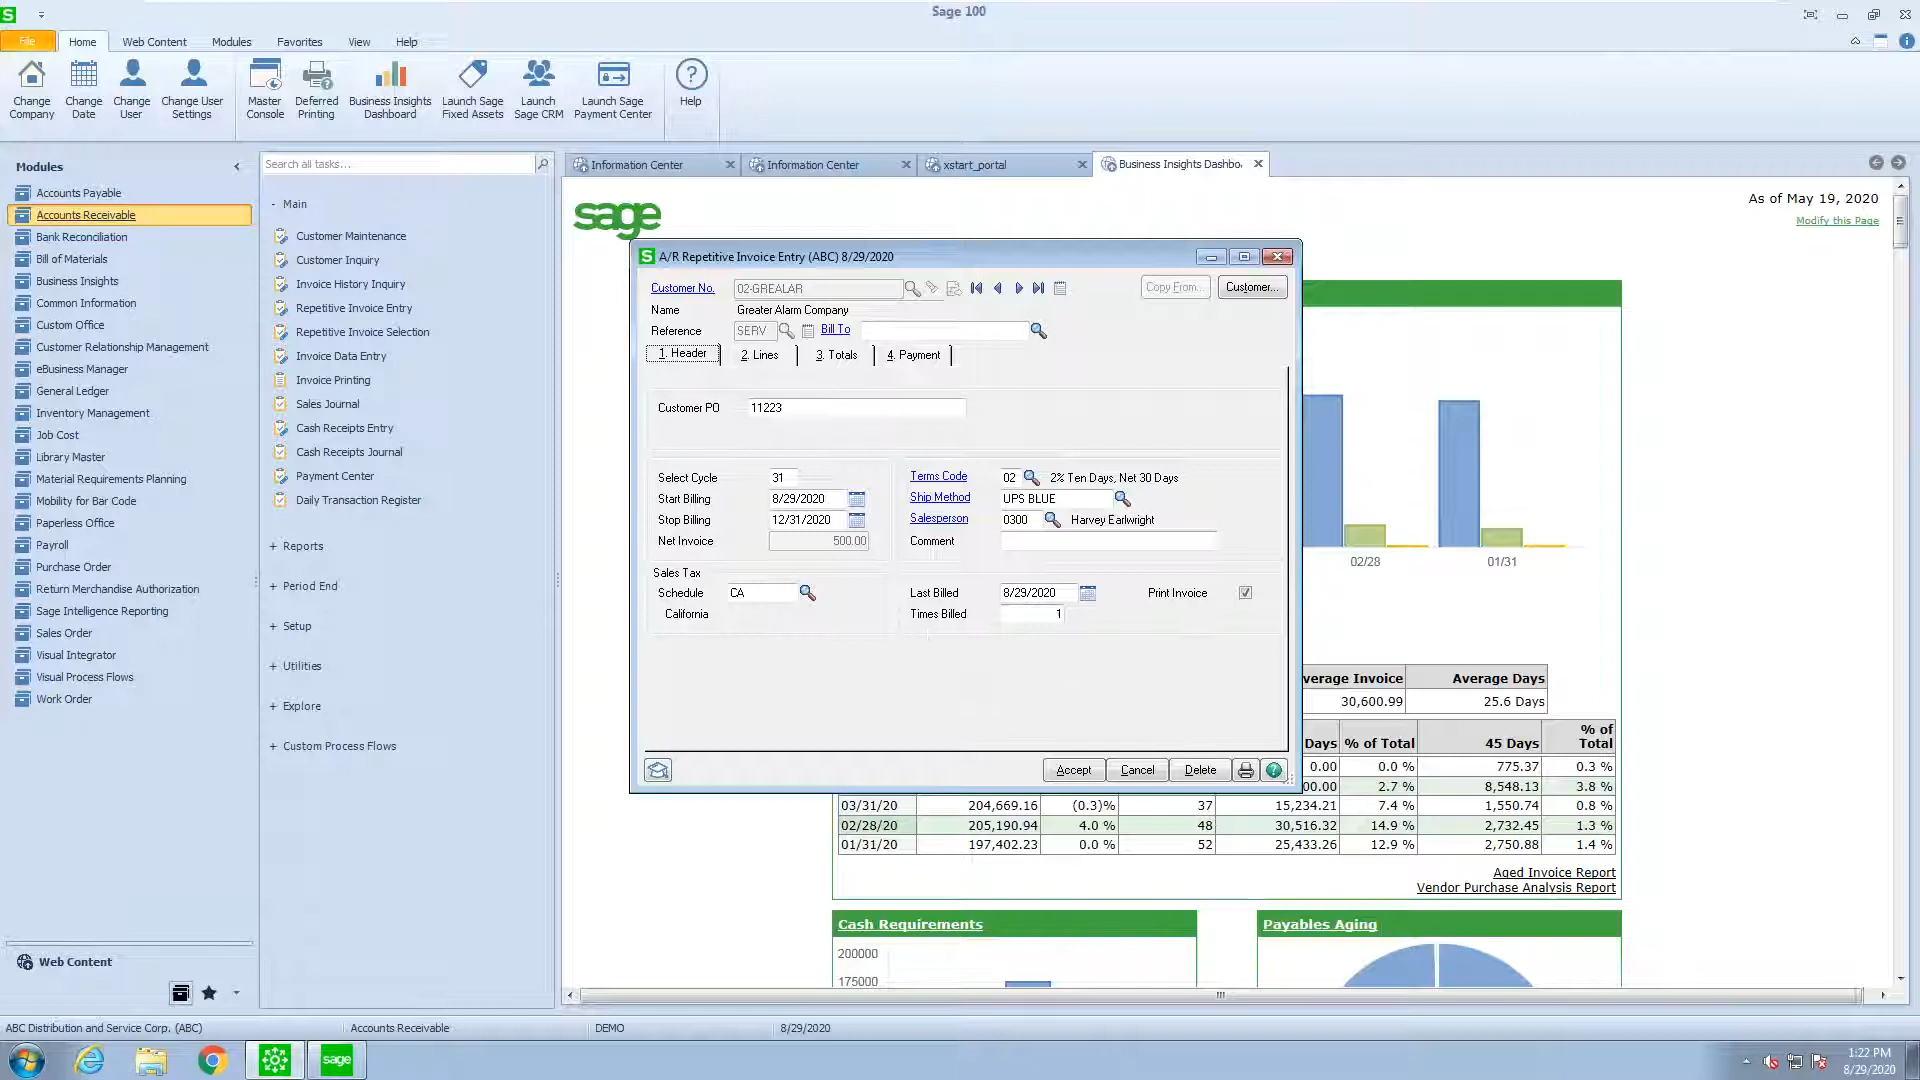 Sage 100
File
Home
Web Content
Modules
Favorites
View
Help
Change Company
Change Date
Change User
Change User Settings
Master Console
Deferred Printing
Business Insights Dashboard
Launch Sage Fixed Assets
Launch Sage CRM
Launch Sage Payment Center
Help
Modules
Accounts Payable
Accounts Receivable
Bank Reconciliation
Bill of Materials
Business Insights
Common Information
Custom Office
Customer Relationship Management
eBusiness Manager
General Ledger
Inventory Management
Job Cost
Library Master
Material Requirements Planning
Mobility for Bar Code
Paperless Office
Payroll
Purchase Order
Return Merchandise Authorization
Sage Intelligence Reporting
Sales Order
Visual Integrator
Visual Process Flows
Work Order
Web Content
Search all tasks...
- Main
Customer Maintenance
Customer Inquiry
Invoice History Inquiry
Repetitive Invoice Entry
Repetitive Invoice Selection
Invoice Data Entry
Invoice Printing
Sales Journal
Cash Receipts Entry
Cash Receipts Journal
Payment Center
Daily Transaction Register
+ Reports
+ Period End
+ Setup
+ Utilities
+ Explore
+ Custom Process Flows
Information Center
Information Center
xstart_portal
Business Insights Dashbo
sage
As of May 19, 2020
Modify this Page
S A/R Repetitive Invoice Entry (ABC) 8/29/2020
Customer No. 02-GREALAR
Copy From...
Customer...
Name Greater Alarm Company
Reference SERV Bill To
1. Header
2. Lines
3. Totals
4. Payment
Customer PO 11223
Select Cycle 31
Start Billing 8/29/2020
Stop Billing 12/31/2020
Net Invoice 500.00
Terms Code 02 2% Ten Days, Net 30 Days
Ship Method UPS BLUE
Salesperson 0300 Harvey Earlwright
Comment
Sales Tax
Schedule CA
California
Last Billed 8/29/2020
Times Billed 1
Print Invoice
Accept
Cancel
Delete
02/28
01/31
verage Invoice Average Days
30,600.99 25.6 Days
Days % of Total 45 Days % of Total
0.00 0.0 % 775.37 0.3 %
00.00 2.7 % 8,548.13 3.8 %
03/31/20 204,669.16 (0.3)% 37 15,234.21 7.4 % 1,550.74 0.8 %
02/28/20 205,190.94 4.0 % 48 30,516.32 14.9 % 2,732.45 1.3 %
01/31/20 197,402.23 0.0 % 52 25,433.26 12.9 % 2,750.88 1.4 %
Aged Invoice Report
Vendor Purchase Analysis Report
Cash Requirements
200000
175000
Payables Aging
ABC Distribution and Service Corp. (ABC)
Accounts Receivable
DEMO
8/29/2020
sage
1:22 PM
8/29/2020